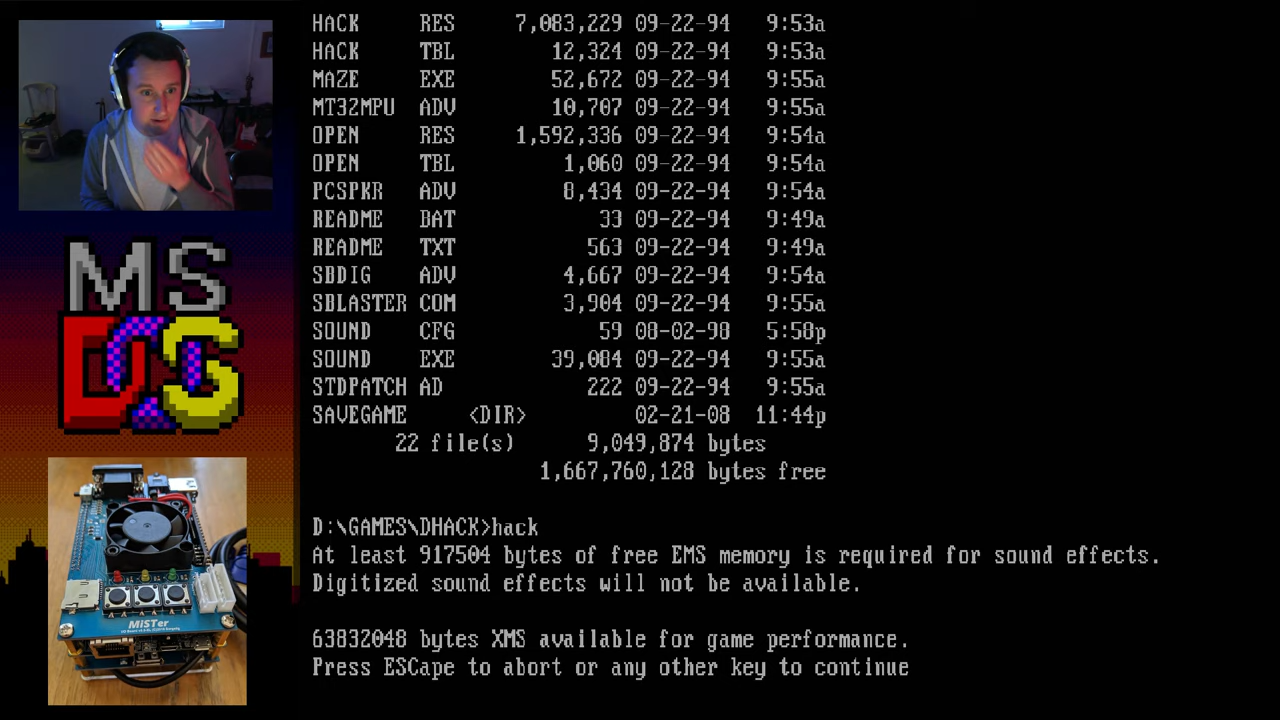 HACK RES 7,083,229 09-22-94 9:53a
HACK TBL 12,324 09-22-94 9:53a
MAZE EXE 52,672 09-22-94 9:55a
MT32MPU ADV 10,707 09-22-94 9:55a
OPEN RES 1,592,336 09-22-94 9:54a
OPEN TBL 1,060 09-22-94 9:54a
PCSPKR ADV 8,434 09-22-94 9:54a
README BAT 33 09-22-94 9:49a
README TXT 563 09-22-94 9:49a
SBDIG ADV 4,667 09-22-94 9:54a
SBLASTER COM 3,904 09-22-94 9:55a
SOUND CFG 59 08-02-98 5:58p
SOUND EXE 39,084 09-22-94 9:55a
STDPATCH AD 222 09-22-94 9:55a
SAVEGAME <DIR> 02-21-08 11:44p
22 file(s) 9,049,874 bytes
1,667,760,128 bytes free
D:\GAMES\DHACK>hack
At least 917504 bytes of free EMS memory is required for sound effects.
Digitized sound effects will not be available.
63832048 bytes XMS available for game performance.
Press ESCape to abort or any other key to continue
MS
DOS
MiSTer